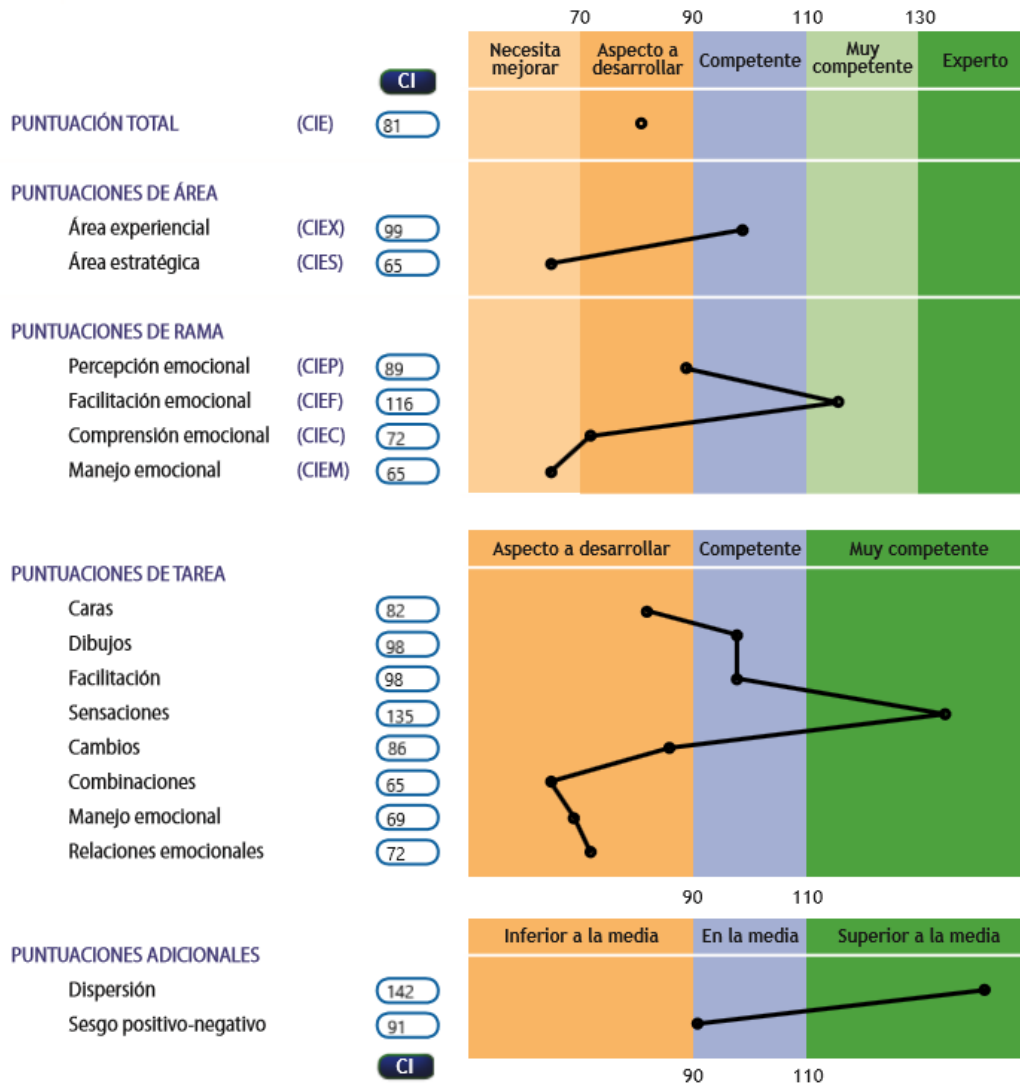 70 90 110 130
Necesita mejorar Aspecto a desarrollar Competente Muy competente Experto
CI
PUNTUACIÓN TOTAL (CIE) 81
PUNTUACIONES DE ÁREA
Área experiencial (CIEX) 99
Área estratégica (CIES) 65
PUNTUACIONES DE RAMA
Percepción emocional (CIEP) 89
Facilitación emocional (CIEF) 116
Comprensión emocional (CIEC) 72
Manejo emocional (CIEM) 65
Aspecto a desarrollar Competente Muy competente
PUNTUACIONES DE TAREA
Caras 82
Dibujos 98
Facilitación 98
Sensaciones 135
Cambios 86
Combinaciones 65
Manejo emocional 69
Relaciones emocionales 72
90 110
Inferior a la media En la media Superior a la media
PUNTUACIONES ADICIONALES
Dispersión 142
Sesgo positivo-negativo 91
CI
90 110